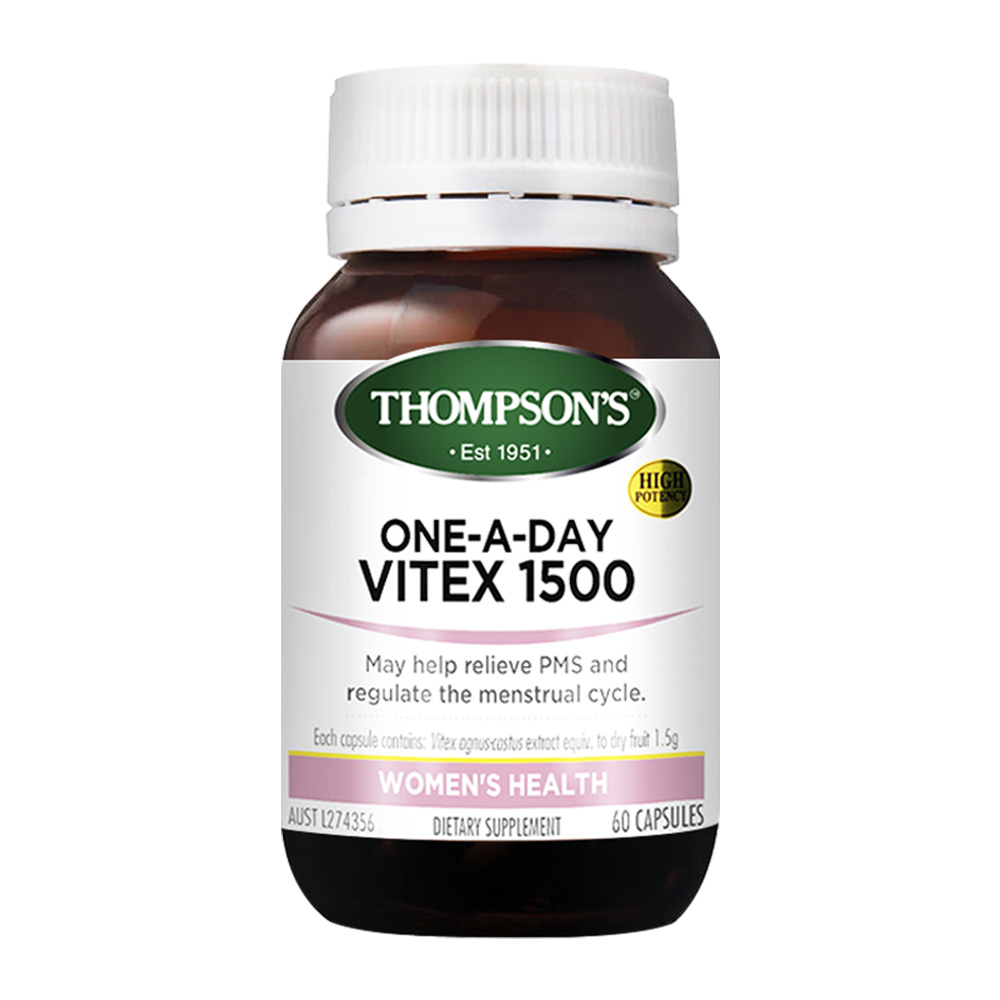 THOMPSON'S
• Est 1951 •
HIGH
POTENCY
ONE-A-DAY
VITEX 1500
May help relieve PMS and
regulate the menstrual cycle.
Each capsule contains: Vitex agnus-castus extract equiv. to dry fruit 1.5g
WOMEN'S HEALTH
AUST L274356 DIETARY SUPPLEMENT 60 CAPSULES